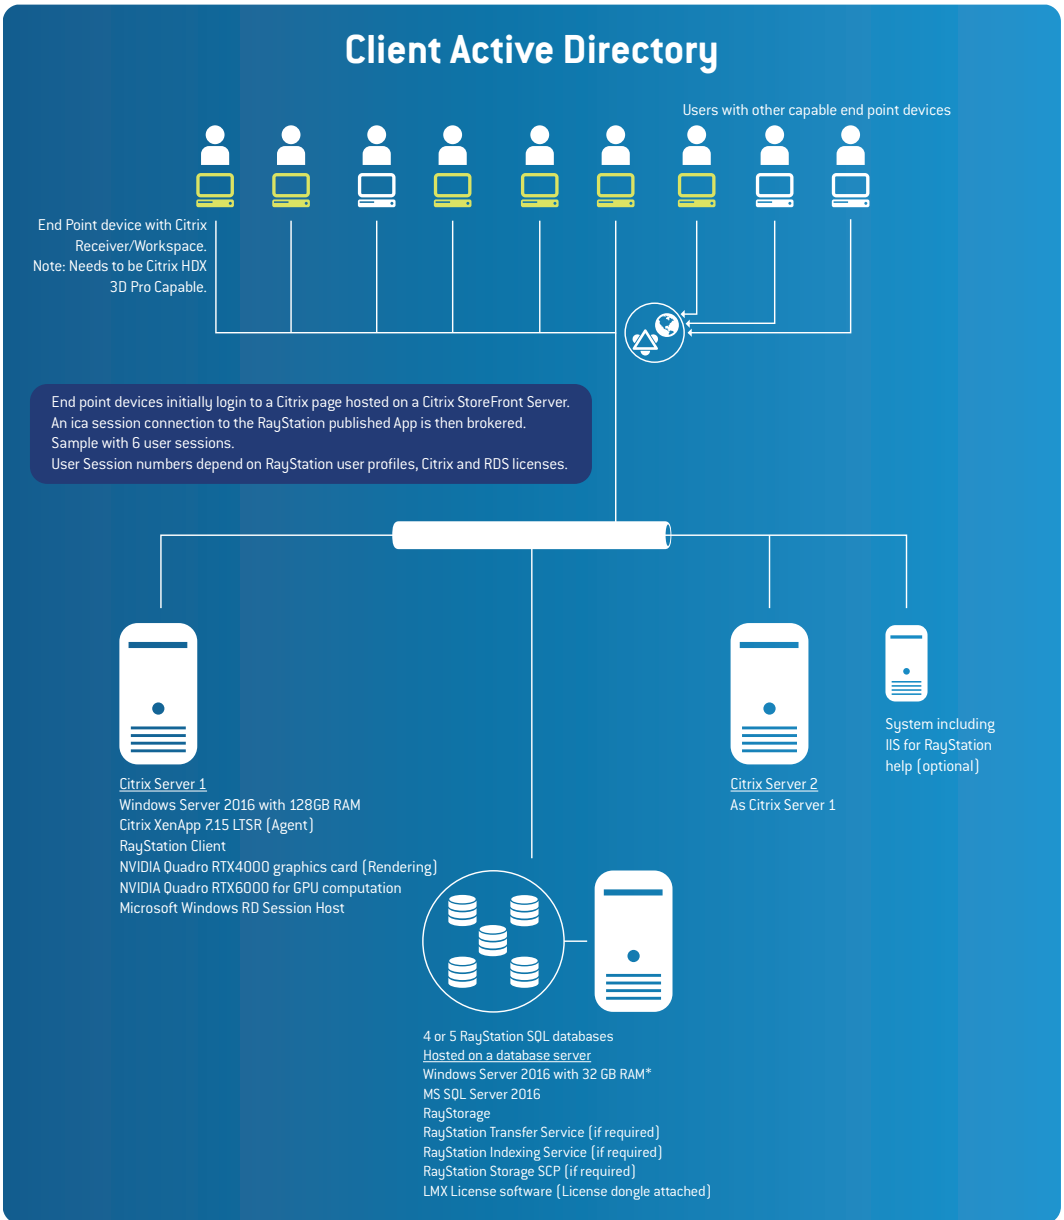 Client Active Directory
Users with other capable end point devices
End Point device with Citrix
Receiver/Workspace.
Note: Needs to be Citrix HDX
3D Pro Capable.
End point devices initially login to a Citrix page hosted on a Citrix StoreFront Server.
An ica session connection to the RayStation published App is then brokered.
Sample with 6 user sessions.
User Session numbers depend on RayStation user profiles, Citrix and RDS licenses.
Citrix Server 1
Windows Server 2016 with 128GB RAM
Citrix XenApp 7.15 LTSR (Agent)
RayStation Client
NVIDIA Quadro RTX4000 graphics card (Rendering)
NVIDIA Quadro RTX6000 for GPU computation
Microsoft Windows RD Session Host
Citrix Server 2
As Citrix Server 1
System including
IIS for RayStation
help (optional)
4 or 5 RayStation SQL databases
Hosted on a database server
Windows Server 2016 with 32 GB RAM*
MS SQL Server 2016
RayStorage
RayStation Transfer Service (if required)
RayStation Indexing Service (if required)
RayStation Storage SCP (if required)
LMX License software (License dongle attached)